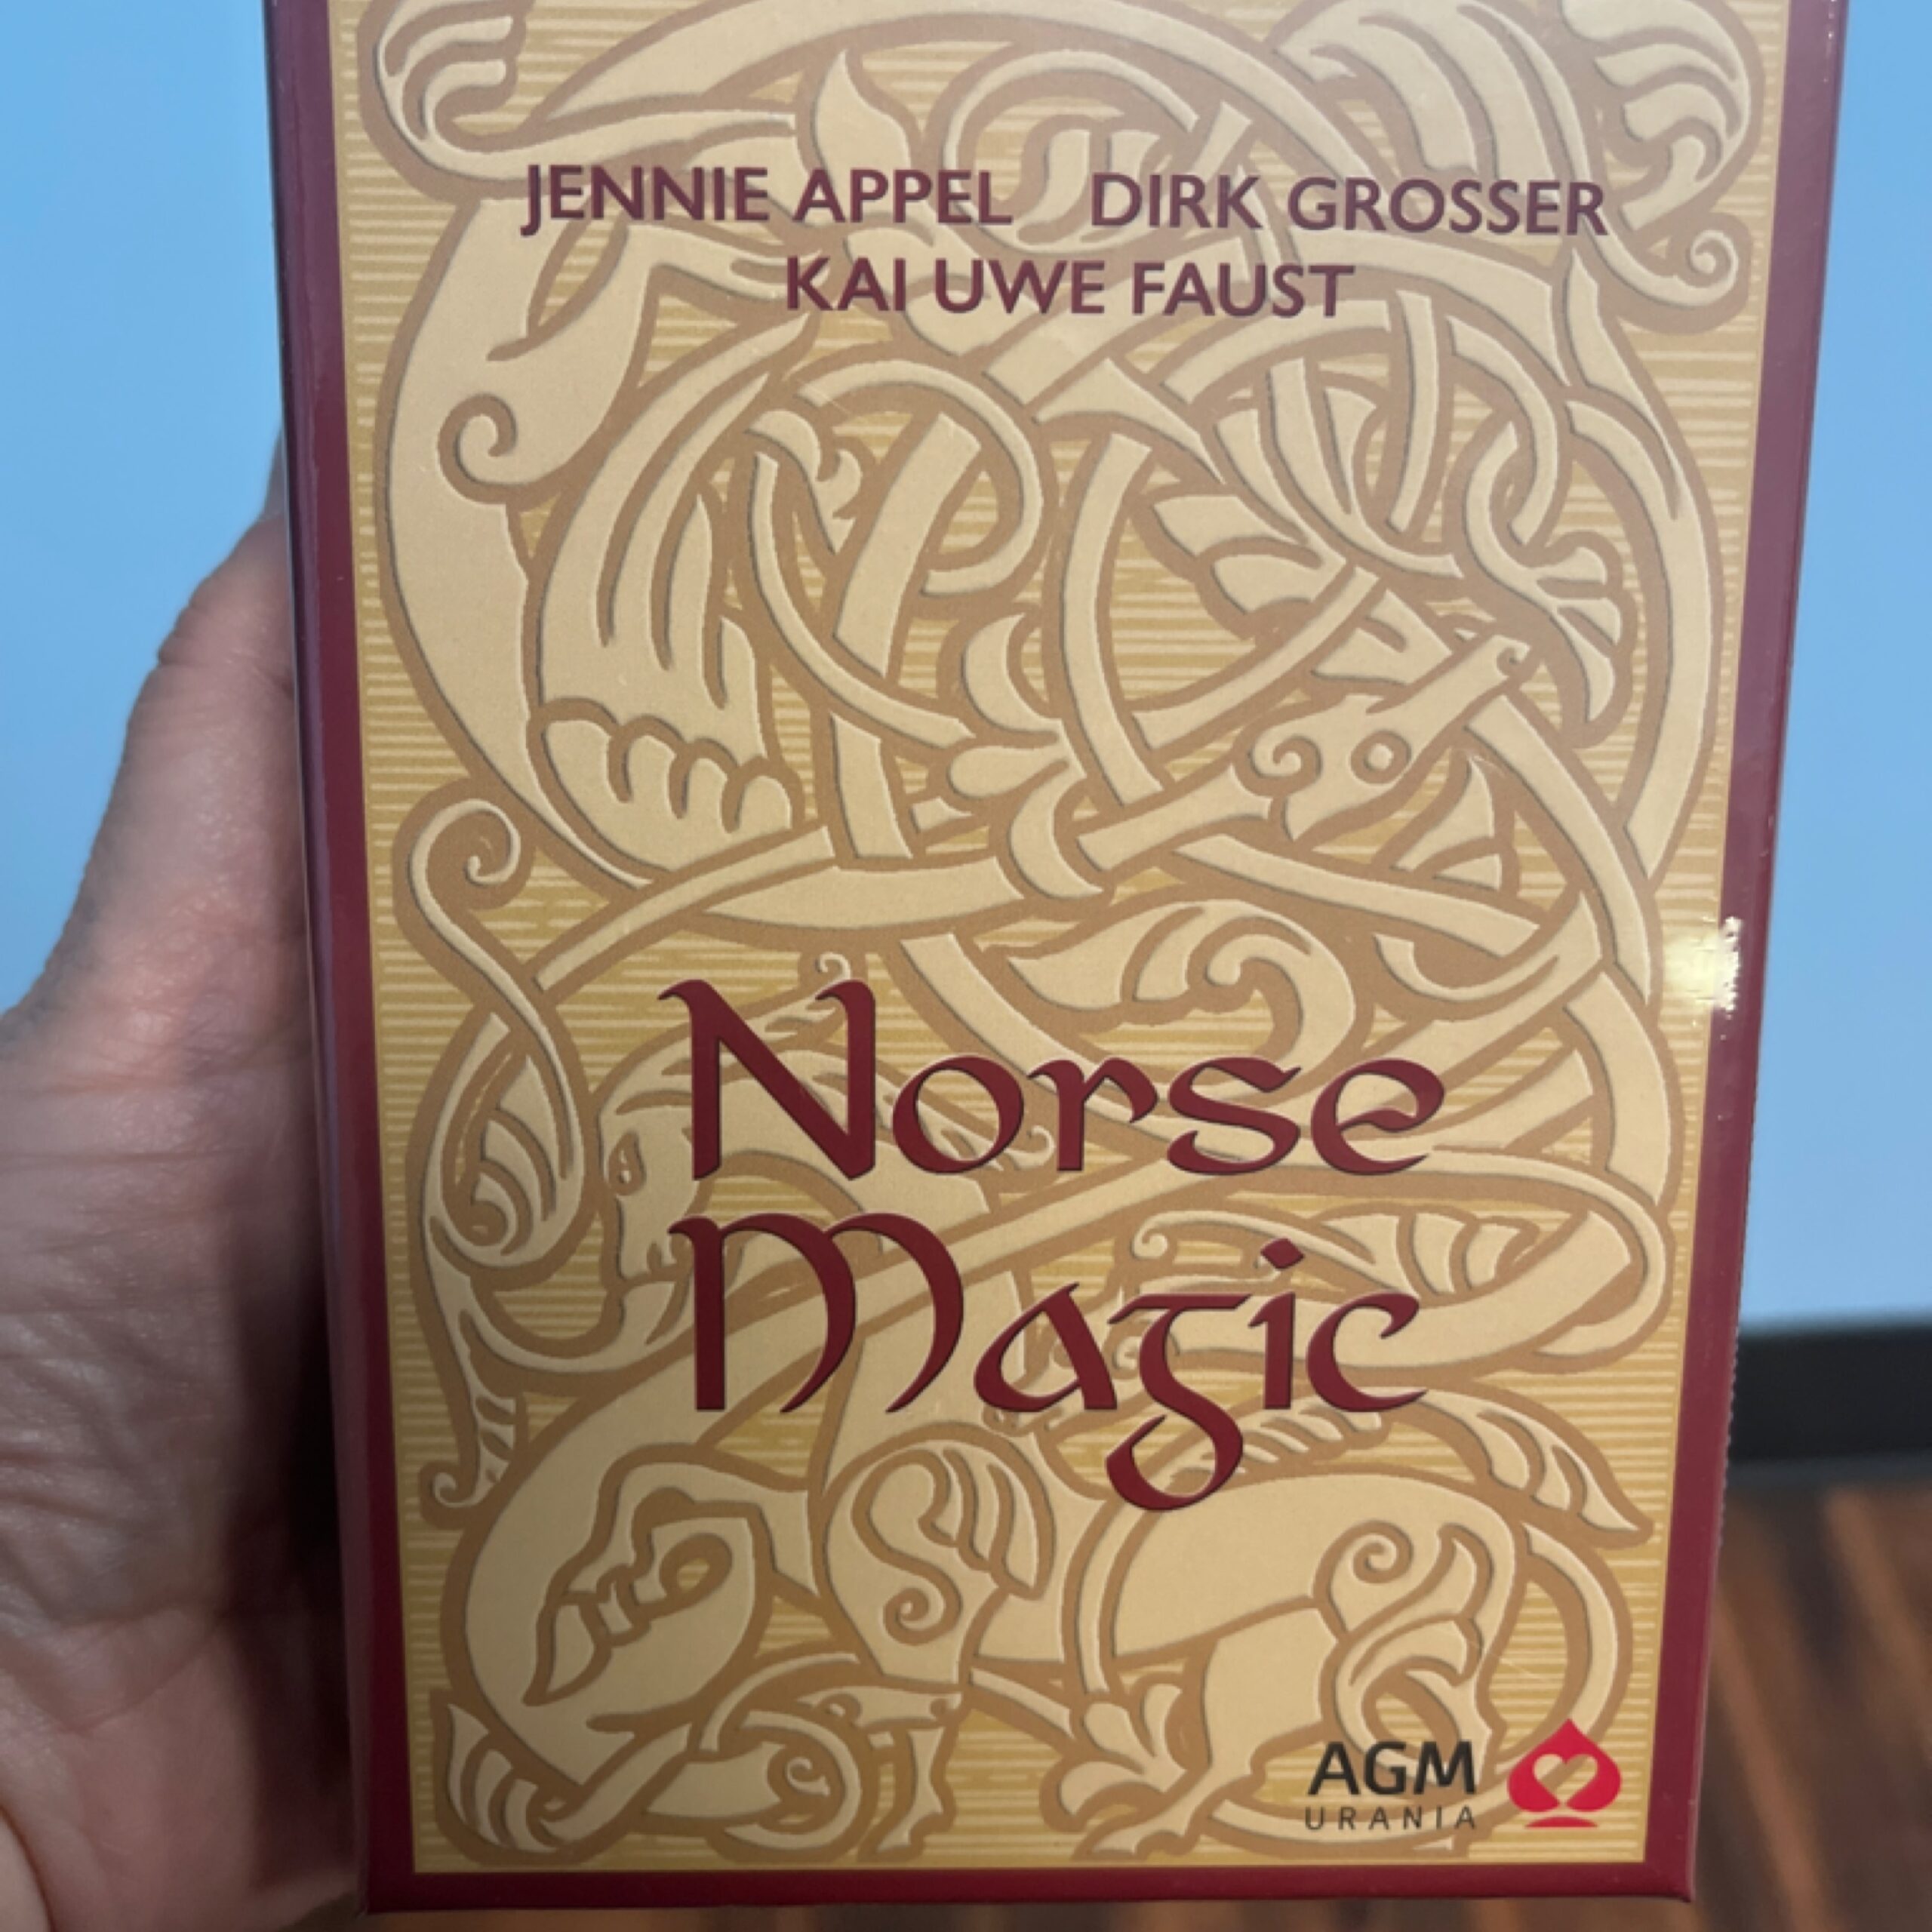 JENNIE APPEL DIRK GROSSER
KAI UWE FAUST
Norse
Magic
AGM
URANIA